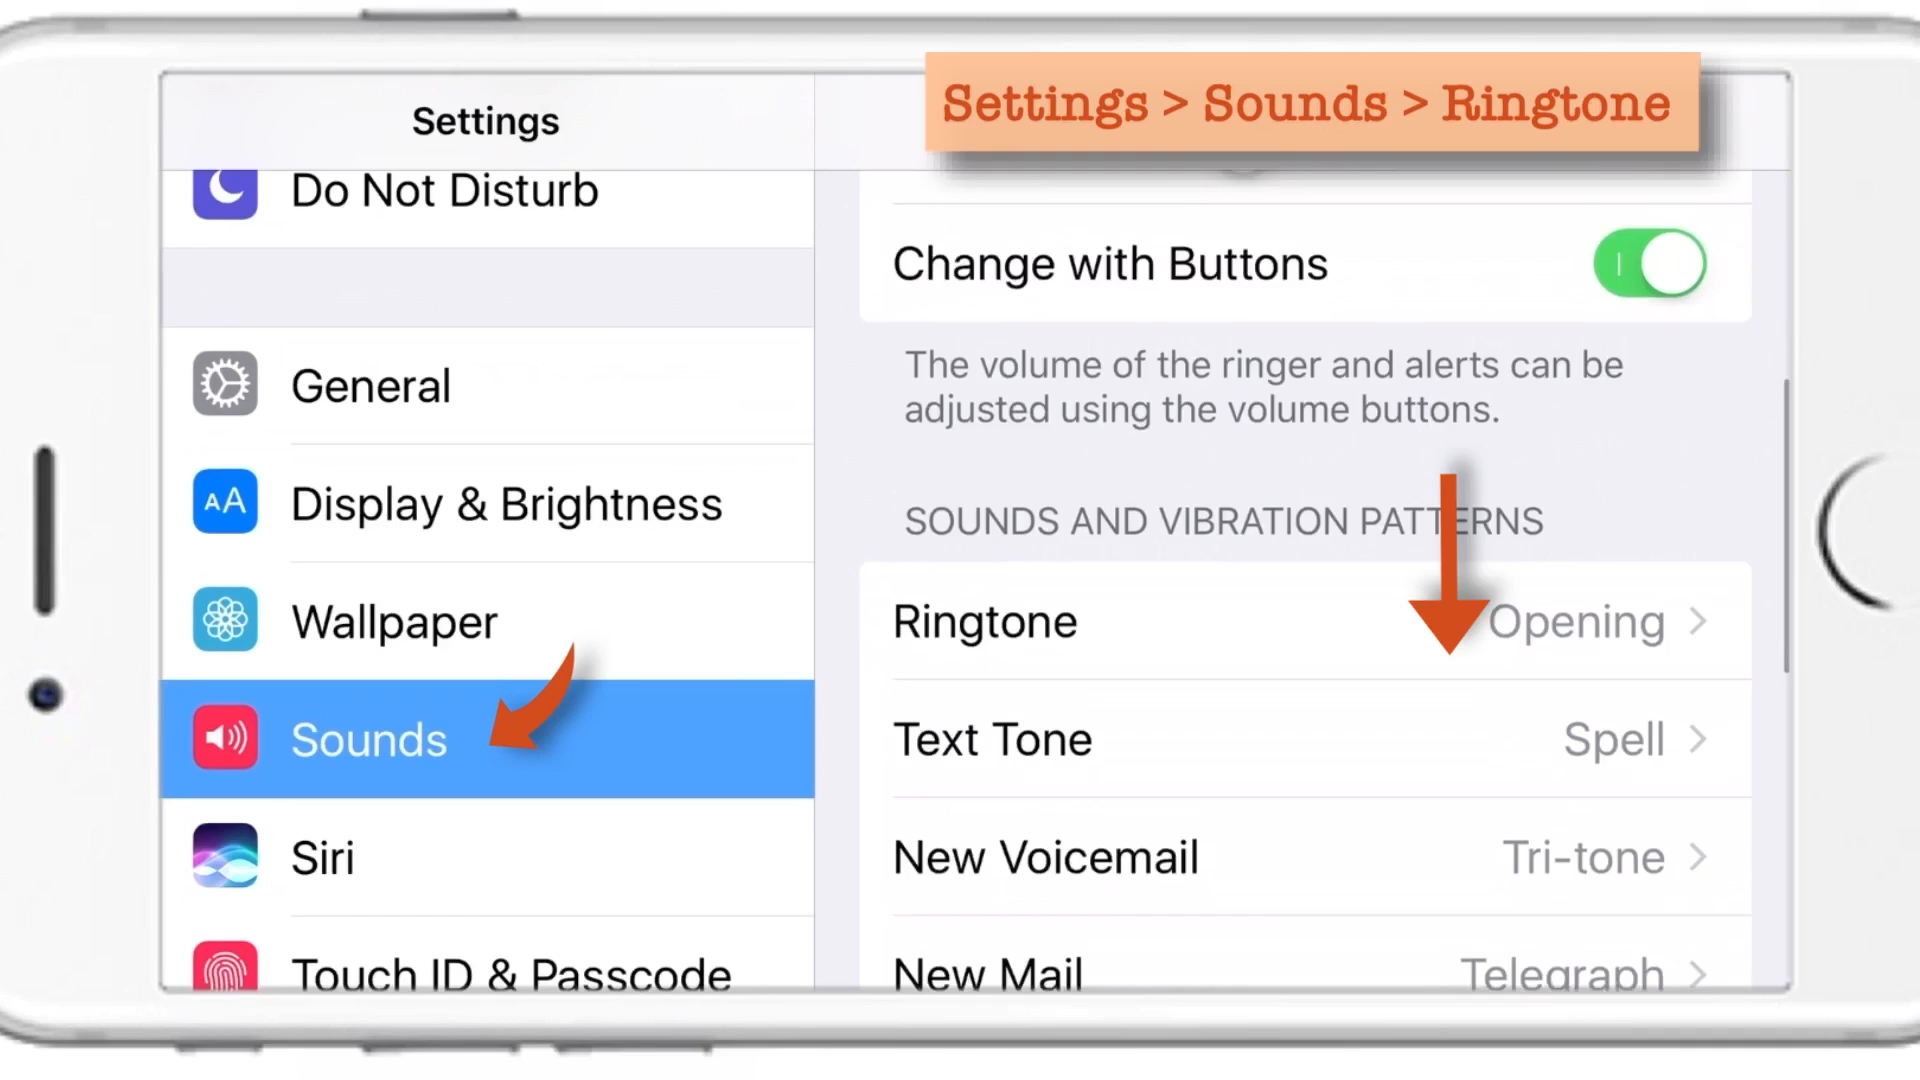 Settings > Sounds > Ringtone
Settings
Do Not Disturb
General
AA
Display & Brightness
Wallpaper
Sounds
Siri
Touch ID & Passcode
Change with Buttons
The volume of the ringer and alerts can be
adjusted using the volume buttons.
SOUNDS AND VIBRATION PATTERNS
Ringtone Opening
Text Tone Spell
New Voicemail Tri-tone
New Mail Telegraph